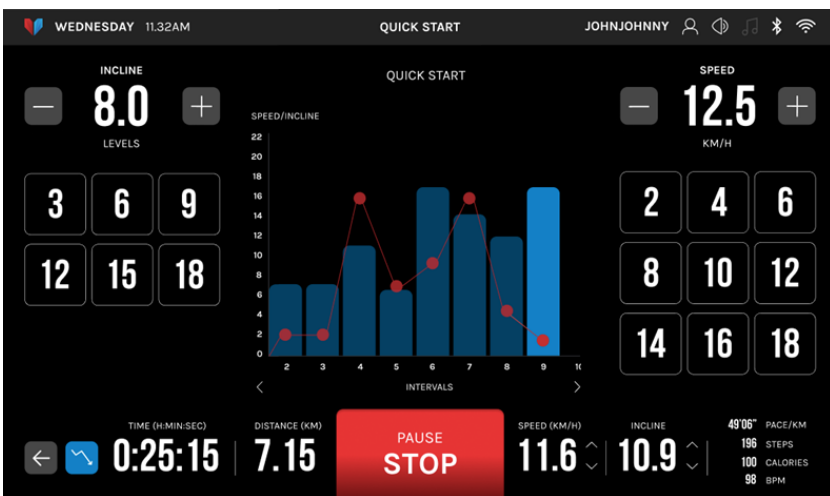 WEDNESDAY 11.32AM
QUICK START
JOHNJOHNNY
INCLINE
8.0
LEVELS
3 6 9
12 15 18
QUICK START
SPEED/INCLINE
22
20
18
16
14
12
10
8
6
4
2
0
2 3 4 5 6 7 8 9 10
INTERVALS
SPEED
12.5
KM/H
2 4 6
8 10 12
14 16 18
TIME (H:MIN:SEC)
0:25:15
DISTANCE (KM)
7.15
PAUSE
STOP
SPEED (KM/H)
11.6
INCLINE
10.9
49'06" PACE/KM
196 STEPS
100 CALORIES
98 BPM